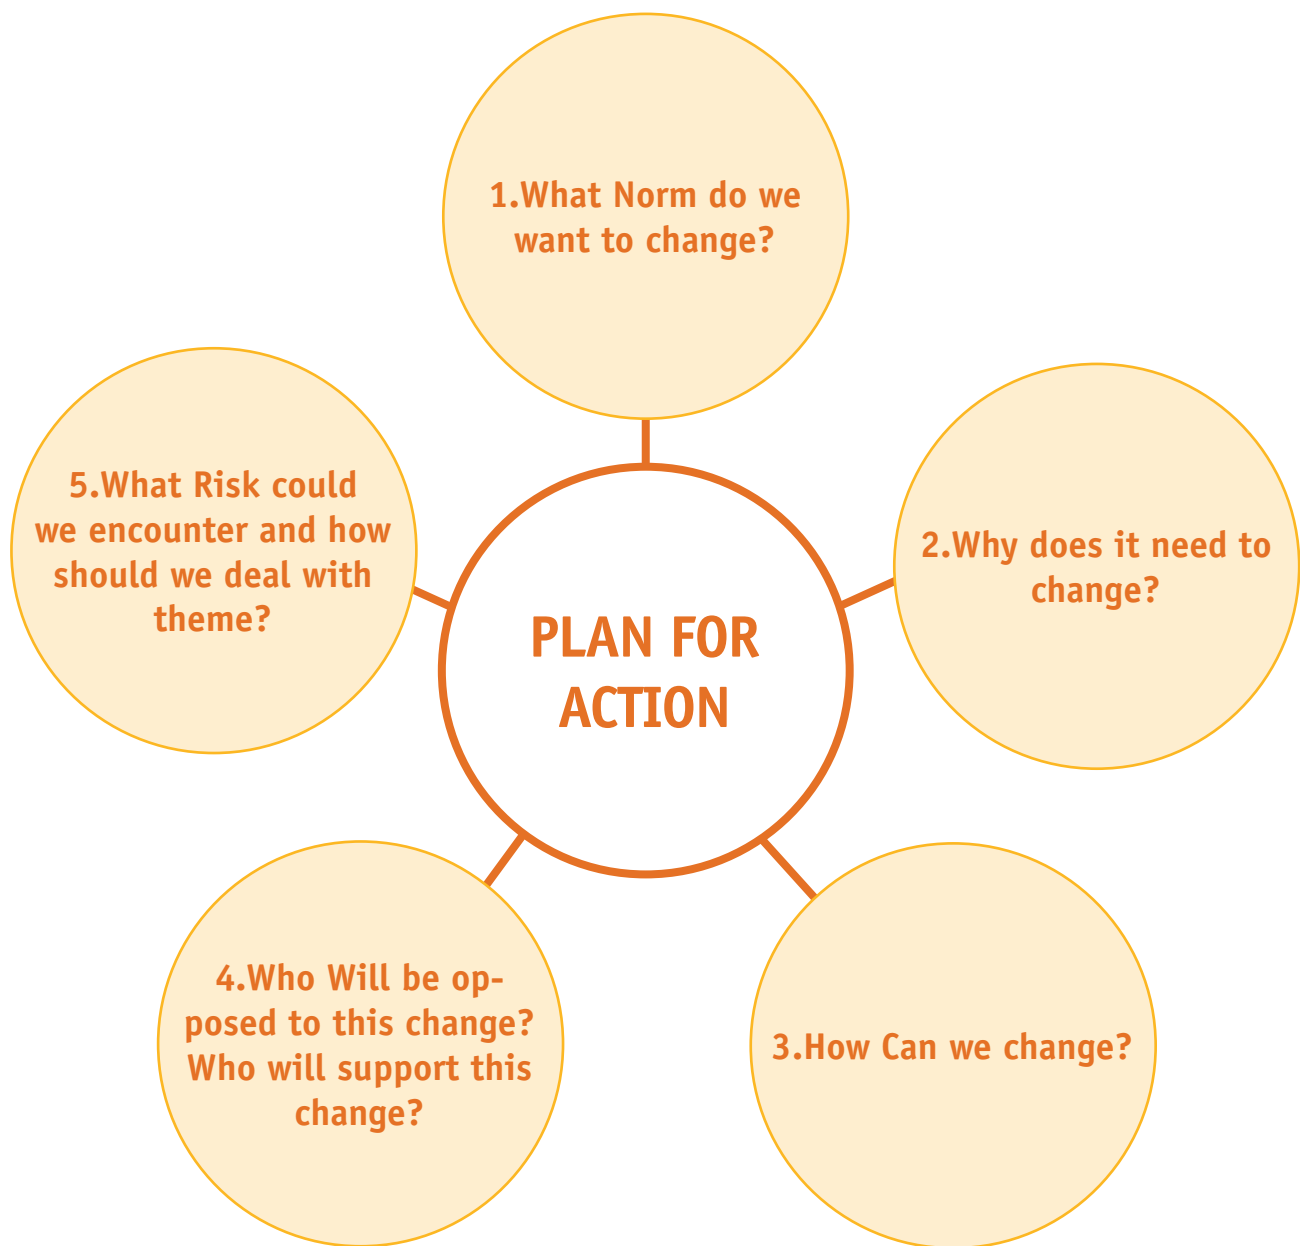 1.What Norm do we
want to change?
2.Why does it need to
change?
3.How Can we change?
4.Who Will be op-
posed to this change?
Who will support this
change?
5.What Risk could
we encounter and how
should we deal with
theme?
PLAN FOR
ACTION